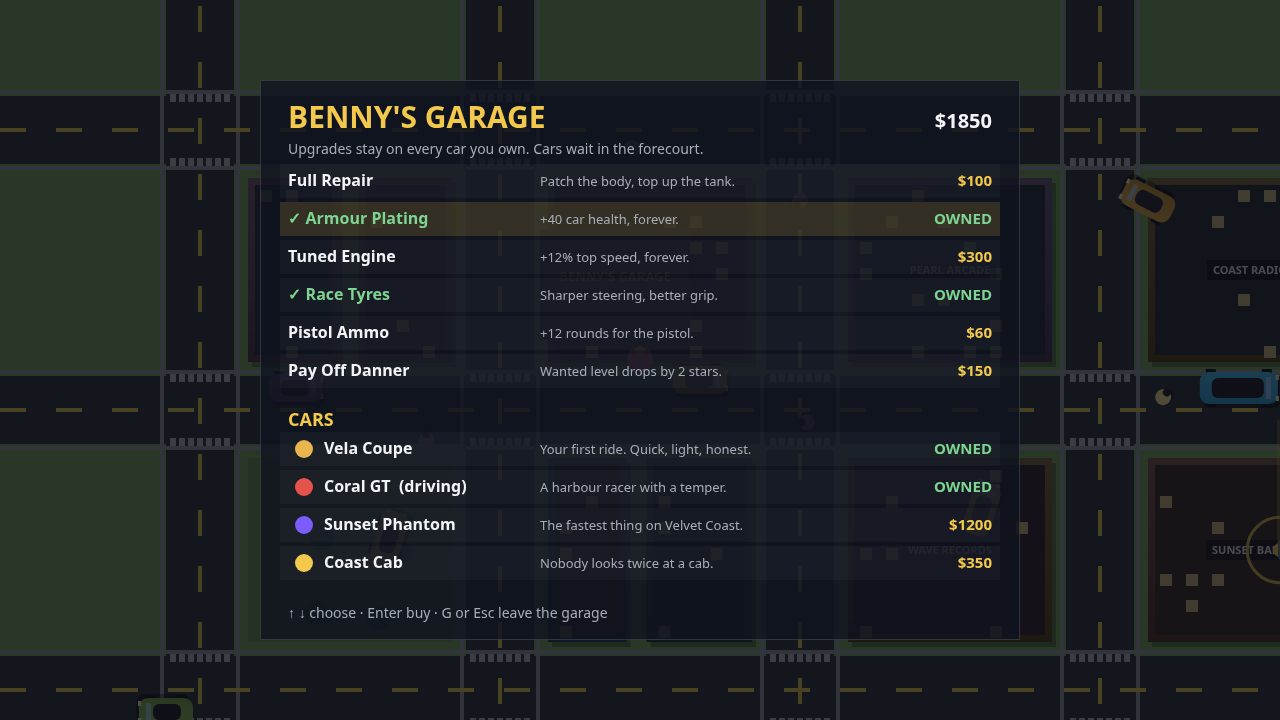 BENNY'S GARAGE
$1850
Upgrades stay on every car you own. Cars wait in the forecourt.
Full Repair Patch the body, top up the tank. $100
✓ Armour Plating +40 car health, forever. OWNED
Tuned Engine +12% top speed, forever. $300
✓ Race Tyres Sharper steering, better grip. OWNED
Pistol Ammo +12 rounds for the pistol. $60
Pay Off Danner Wanted level drops by 2 stars. $150
CARS
Vela Coupe Your first ride. Quick, light, honest. OWNED
Coral GT (driving) A harbour racer with a temper. OWNED
Sunset Phantom The fastest thing on Velvet Coast. $1200
Coast Cab Nobody looks twice at a cab. $350
↑ ↓ choose · Enter buy · G or Esc leave the garage
BENNY'S GARAGE
PEARL ARCADE
COAST RADI
WAVE RECORDS
SUNSET BA